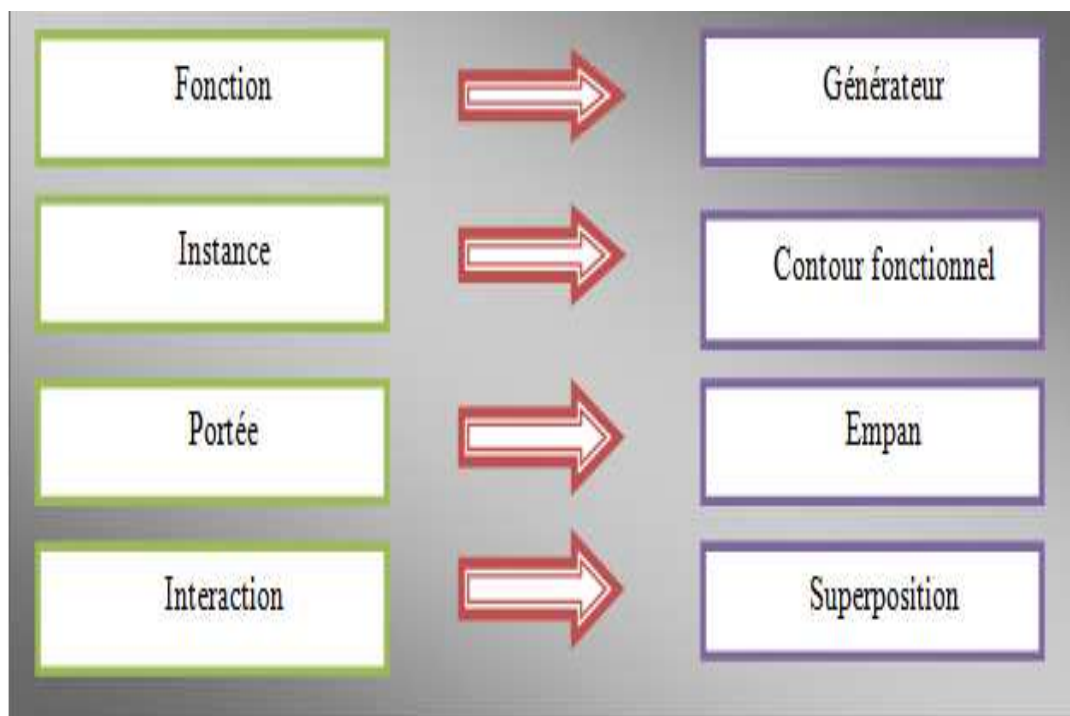 Fonction
Générateur
Instance
Contour fonctionnel
Portée
Empan
Interaction
Superposition